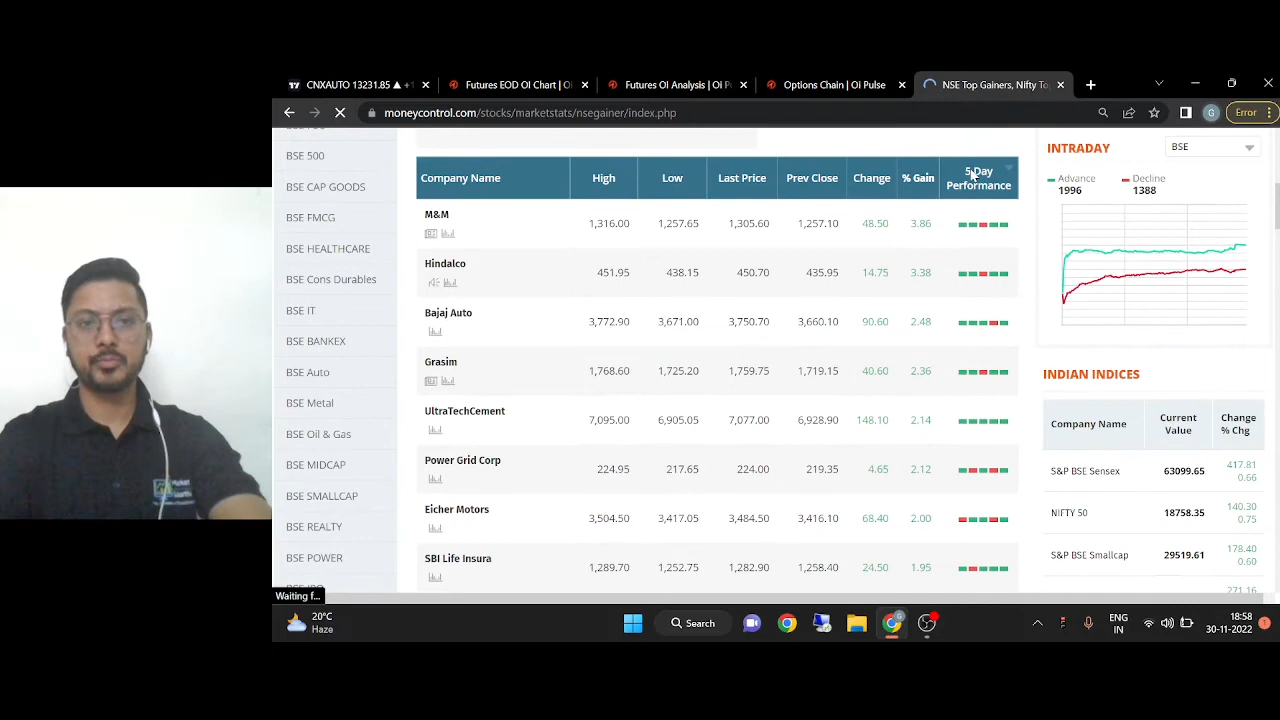 CNXAUTO 13231.85 ▲ +1
Futures EOD OI Chart | OI
Futures OI Analysis | OI P
Options Chain | OI Pulse
NSE Top Gainers, Nifty To
moneycontrol.com/stocks/marketstats/nsegainer/index.php
G
Error
BSE 500
BSE CAP GOODS
BSE FMCG
BSE HEALTHCARE
BSE Cons Durables
BSE IT
BSE BANKEX
BSE Auto
BSE Metal
BSE Oil & Gas
BSE MIDCAP
BSE SMALLCAP
BSE REALTY
BSE POWER
Company Name High Low Last Price Prev Close Change % Gain 5 Day Performance
M&M 1,316.00 1,257.65 1,305.60 1,257.10 48.50 3.86
Hindalco 451.95 438.15 450.70 435.95 14.75 3.38
Bajaj Auto 3,772.90 3,671.00 3,750.70 3,660.10 90.60 2.48
Grasim 1,768.60 1,725.20 1,759.75 1,719.15 40.60 2.36
UltraTechCement 7,095.00 6,905.05 7,077.00 6,928.90 148.10 2.14
Power Grid Corp 224.95 217.65 224.00 219.35 4.65 2.12
Eicher Motors 3,504.50 3,417.05 3,484.50 3,416.10 68.40 2.00
SBI Life Insura 1,289.70 1,252.75 1,282.90 1,258.40 24.50 1.95
INTRADAY
BSE
Advance Decline
1996 1388
INDIAN INDICES
Company Name Current Value Change % Chg
S&P BSE Sensex 63099.65 417.81 0.66
NIFTY 50 18758.35 140.30 0.75
S&P BSE Smallcap 29519.61 178.40 0.60
271.16
Waiting f...
20°C
Haze
Search
ENG
IN
18:58
30-11-2022
1